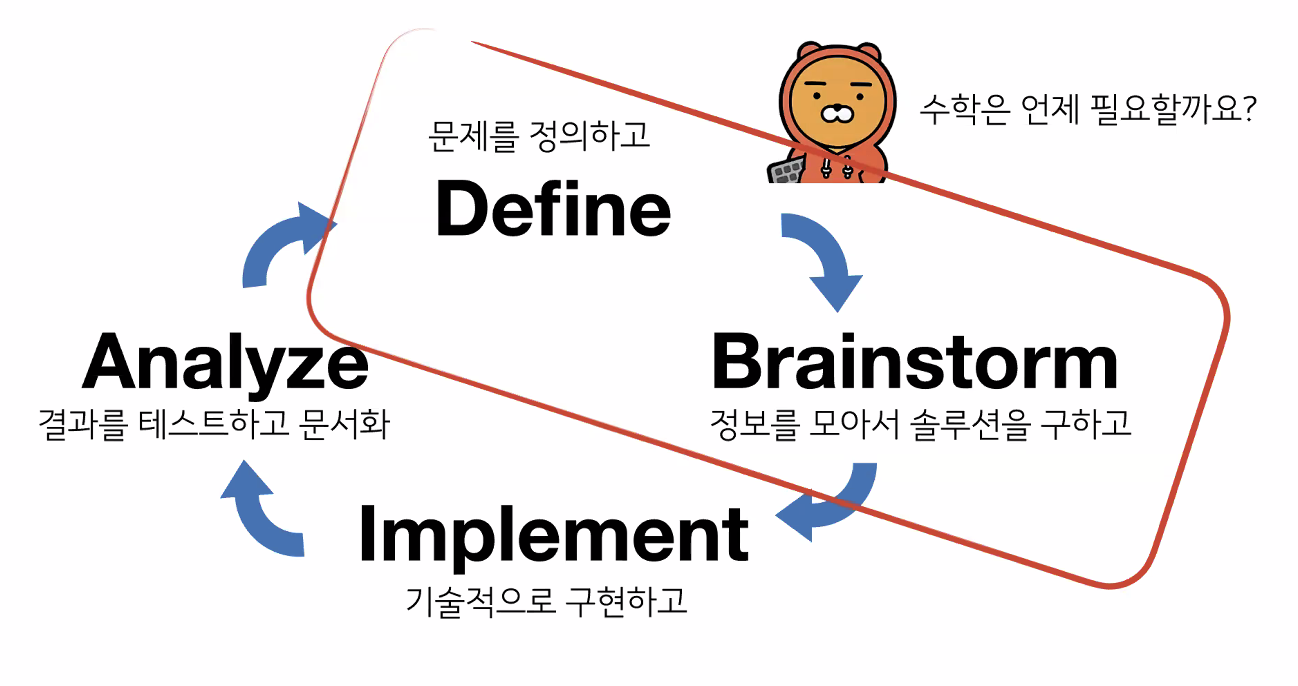 수학은 언제 필요할까요?
문제를 정의하고
Define
Analyze
결과를 테스트하고 문서화
Brainstorm
정보를 모아서 솔루션을 구하고
Implement
기술적으로 구현하고